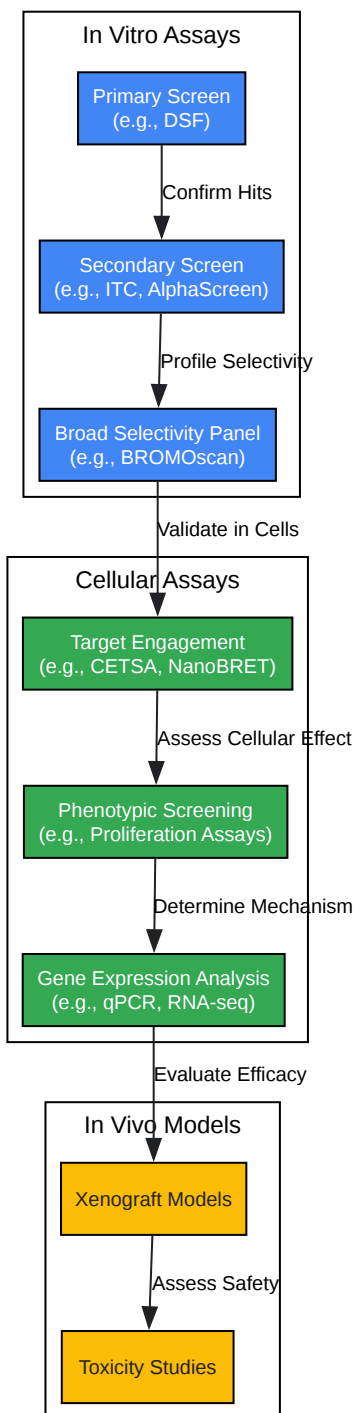 In Vitro Assays
Primary Screen
(e.g., DSF)
Confirm Hits
Secondary Screen
(e.g., ITC, AlphaScreen)
Profile Selectivity
Broad Selectivity Panel
(e.g., BROMOscan)
Validate in Cells
Cellular Assays
Target Engagement
(e.g., CETSA, NanoBRET)
Assess Cellular Effect
Phenotypic Screening
(e.g., Proliferation Assays)
Determine Mechanism
Gene Expression Analysis
(e.g., qPCR, RNA-seq)
Evaluate Efficacy
In Vivo Models
Xenograft Models
Assess Safety
Toxicity Studies